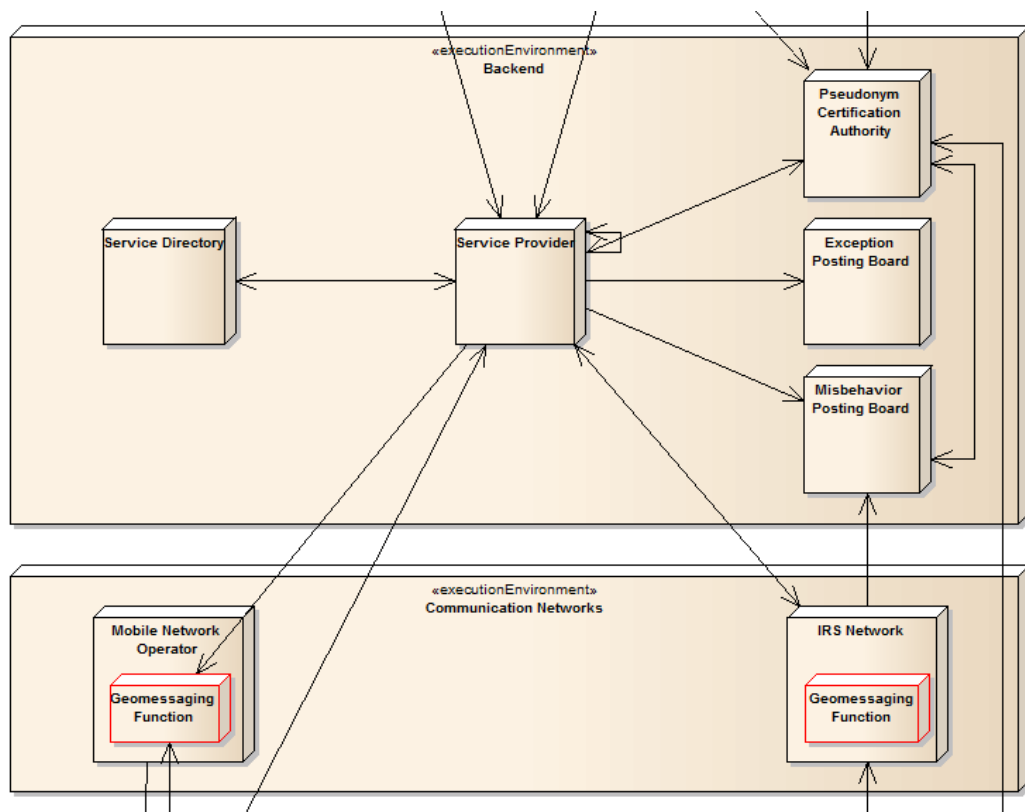 «executionEnvironment»
Backend
Pseudonym
Certification
Authority
Service Directory
Service Provider
Exception
Posting Board
Misbehavior
Posting Board
«executionEnvironment»
Communication Networks
Mobile Network
Operator
Geomessaging
Function
IRS Network
Geomessaging
Function